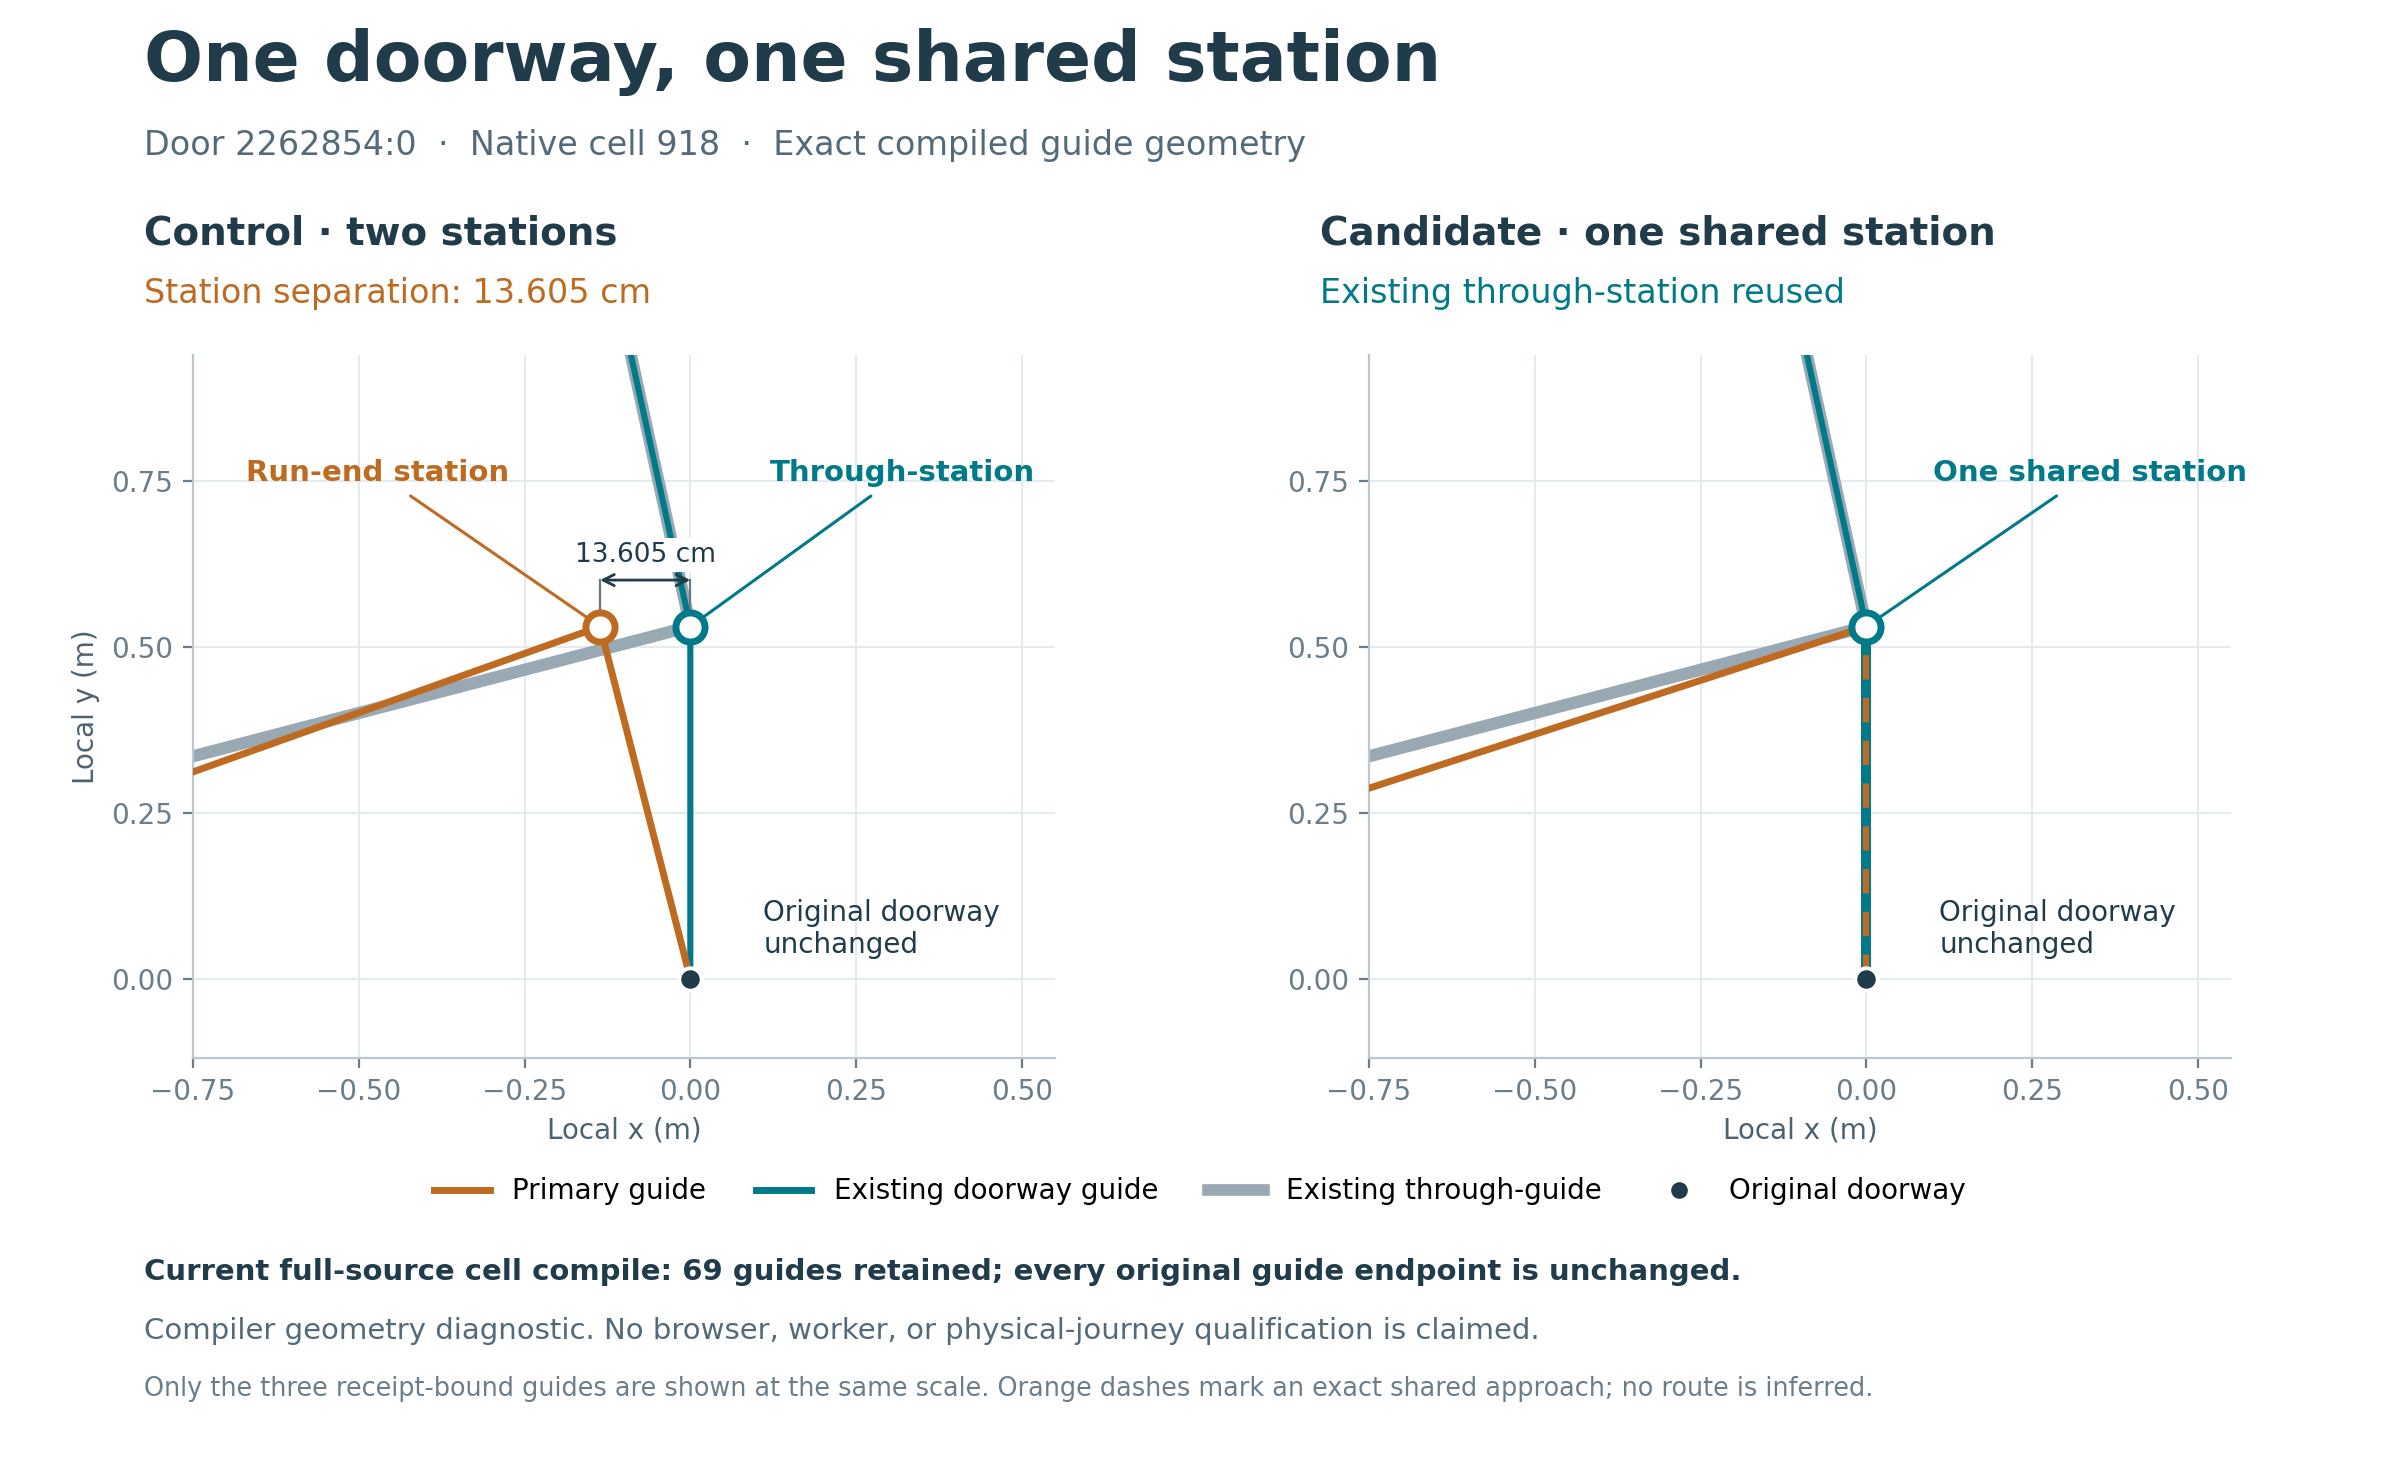 One doorway, one shared station
Door 2262854:0 · Native cell 918 · Exact compiled guide geometry
Control · two stations
Station separation: 13.605 cm
Run-end station
Through-station
13.605 cm
Original doorway
unchanged
0.75
0.50
0.25
0.00
Local y (m)
−0.75 −0.50 −0.25 0.00 0.25 0.50
Local x (m)
Candidate · one shared station
Existing through-station reused
One shared station
Original doorway
unchanged
0.75
0.50
0.25
0.00
−0.75 −0.50 −0.25 0.00 0.25 0.50
Local x (m)
Primary guide Existing doorway guide Existing through-guide Original doorway
Current full-source cell compile: 69 guides retained; every original guide endpoint is unchanged.
Compiler geometry diagnostic. No browser, worker, or physical-journey qualification is claimed.
Only the three receipt-bound guides are shown at the same scale. Orange dashes mark an exact shared approach; no route is inferred.